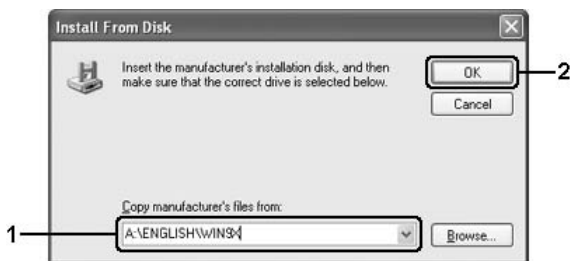 Install From Disk
Insert the manufacturer's installation disk, and then
make sure that the correct drive is selected below.
OK
2
Cancel
Copy manufacturer's files from:
1
A:\ENGLISH\WIN9X
Browse...